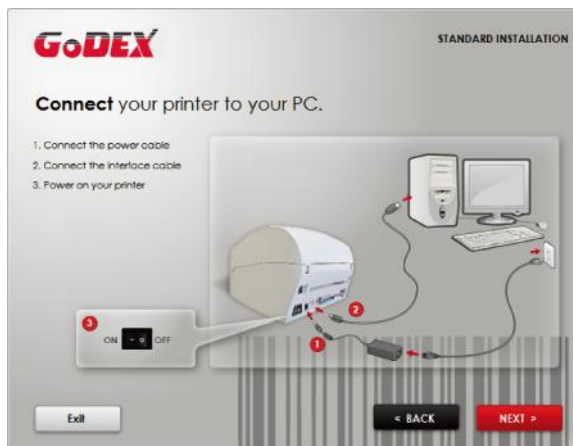 GoDEX
STANDARD INSTALLATION
Connect your printer to your PC.
1. Connect the power cable
2. Connect the interface cable
3. Power on your printer
2
3
ON OFF
1
Exit
< BACK
NEXT >